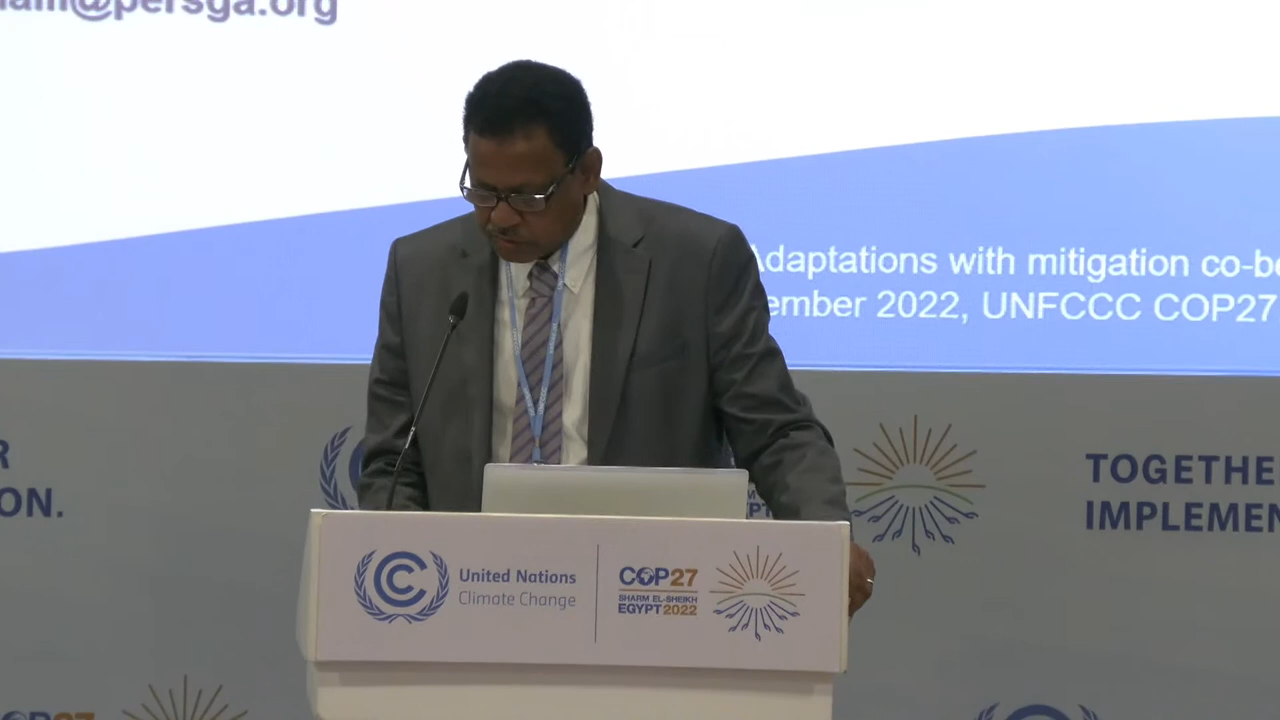 @persga.org
Adaptations with mitigation co-be
ember 2022, UNFCCC COP27
ON.
TOGETHE
IMPLEMEN
United Nations
Climate Change
COP27
SHARM EL-SHEIKH
EGYPT 2022